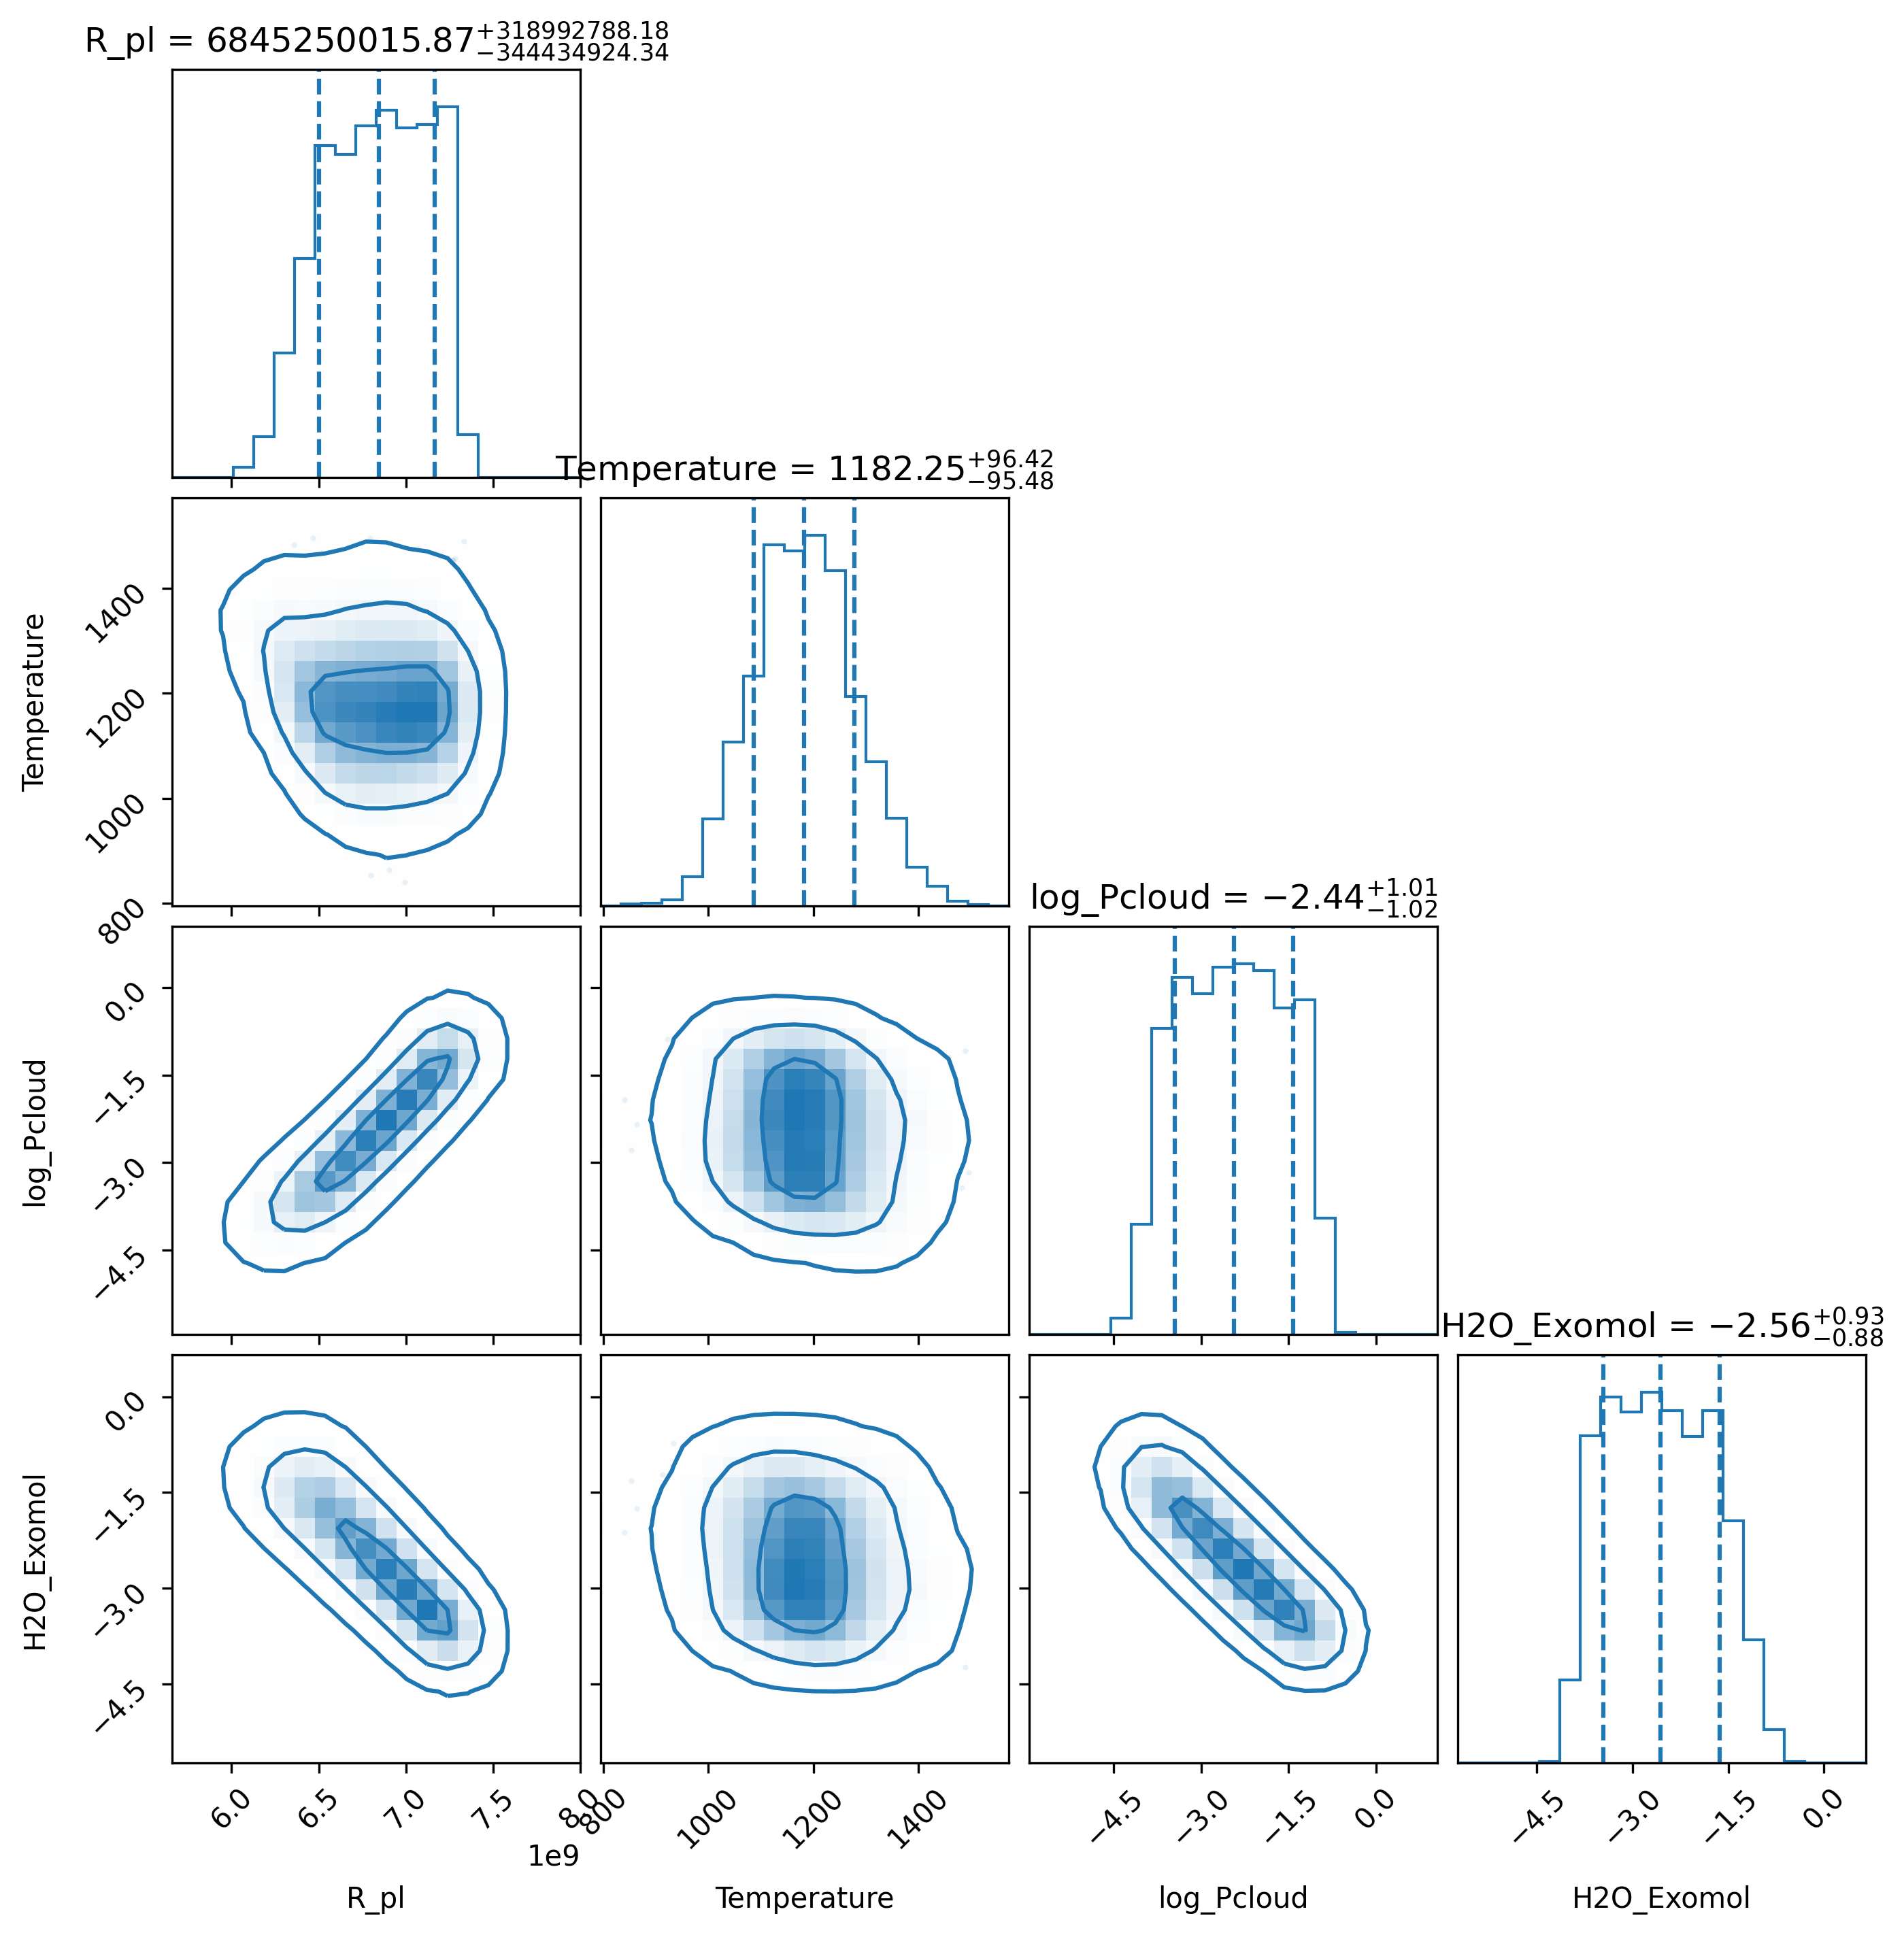 R_pl = 6845250015.87+318992788.18 −344434924.34
Temperature = 1182.25+96.42 −95.48
1400
1200
1000
800
Temperature
log_Pcloud = −2.44+1.01 −1.02
0.0
−1.5
−3.0
−4.5
log_Pcloud
H2O_Exomol = −2.56+0.93 −0.88
0.0
−1.5
−3.0
−4.5
H2O_Exomol
6.0 6.5 7.0 7.5 8.0
1e9
R_pl
800 1000 1200 1400
Temperature
−4.5 −3.0 −1.5 0.0
log_Pcloud
−4.5 −3.0 −1.5 0.0
H2O_Exomol